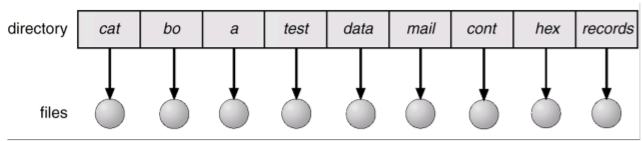 directory cat bo a test data mail cont hex records
files